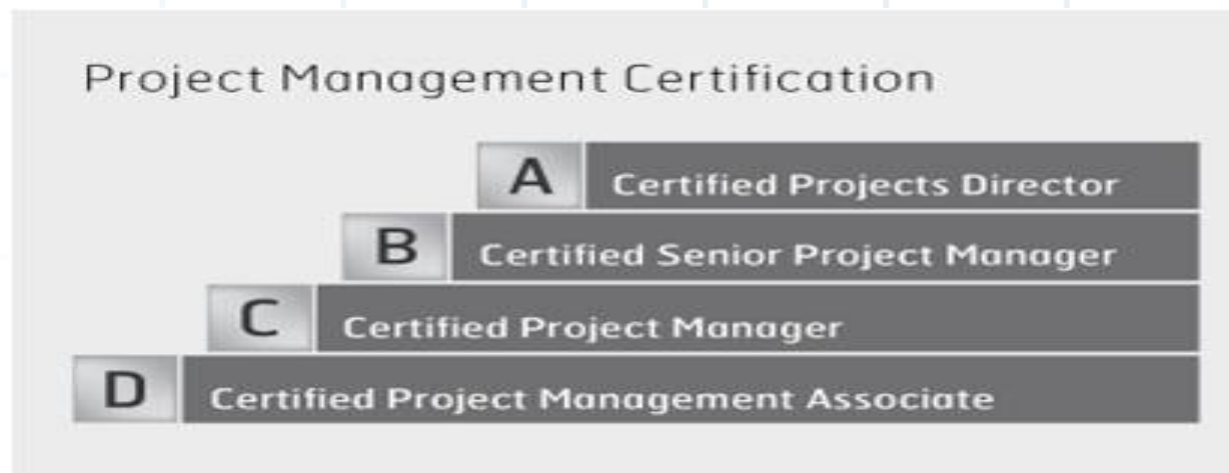 Project Management Certification
A Certified Projects Director
B Certified Senior Project Manager
C Certified Project Manager
D Certified Project Management Associate